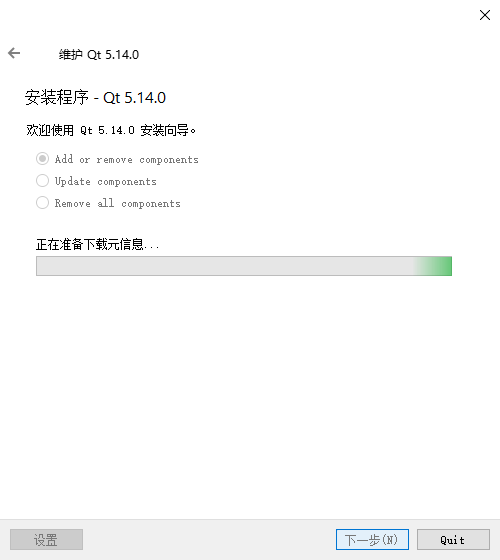 维护 Qt 5.14.0
安装程序 - Qt 5.14.0
欢迎使用 Qt 5.14.0 安装向导。
Add or remove components
Update components
Remove all components
正在准备下载元信息...
设置
下一步(N)
Quit